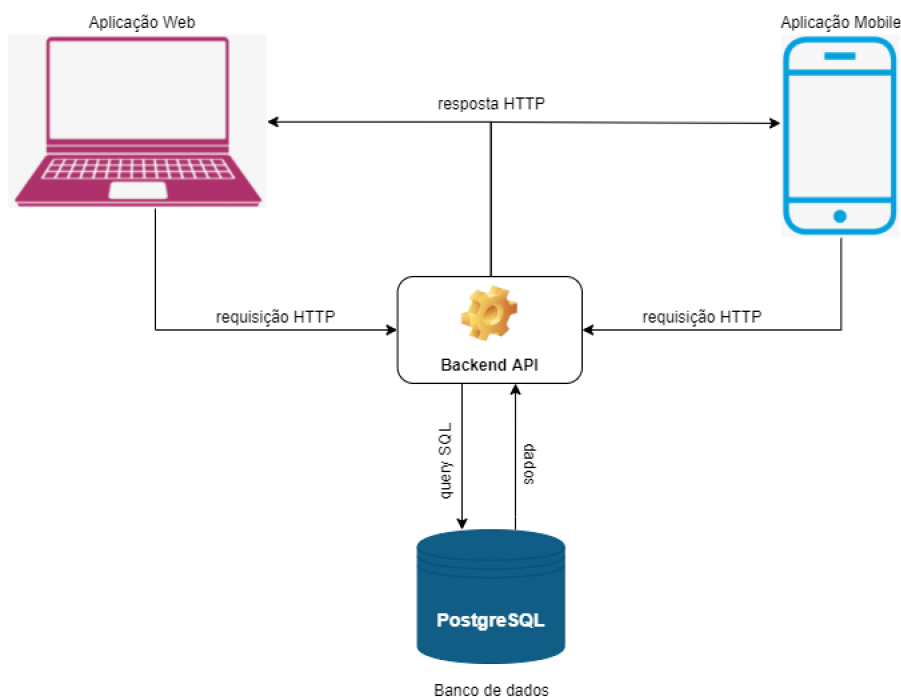 Aplicação Web
Aplicação Mobile
resposta HTTP
requisição HTTP
requisição HTTP
Backend API
query SQL
dados
PostgreSQL
Banco de dados